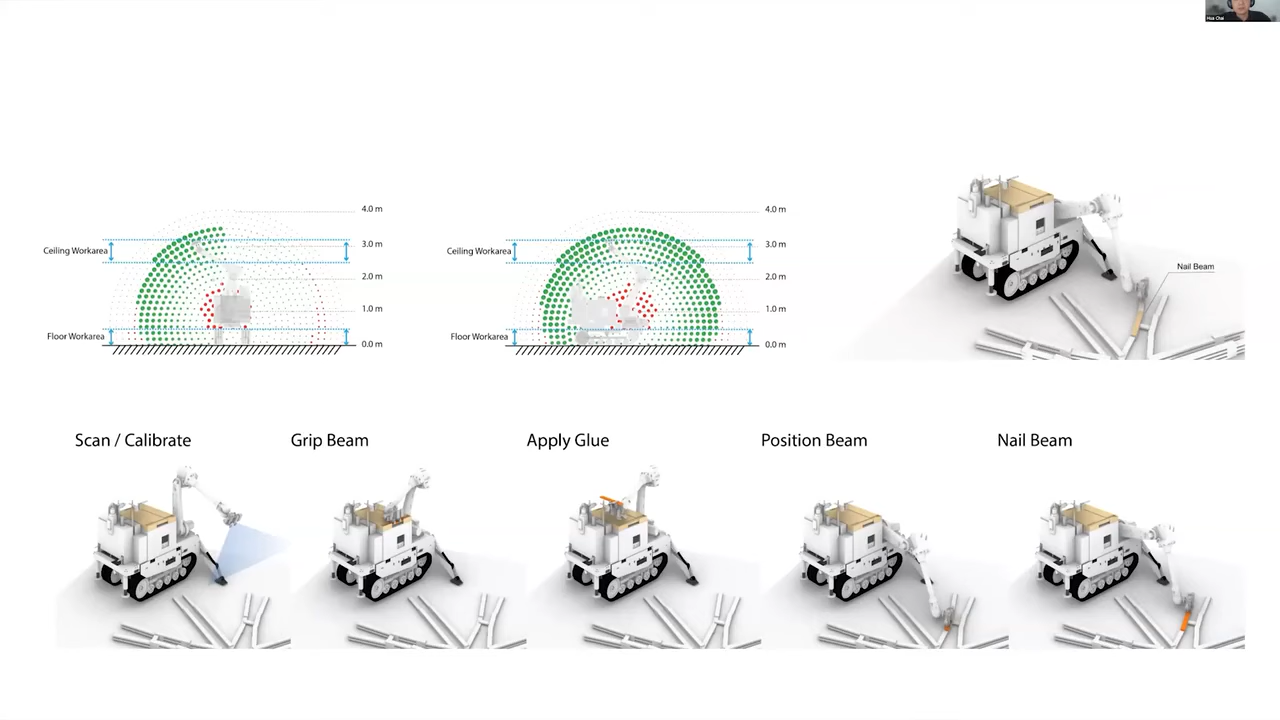 Hua Chai
4.0 m
Ceiling Workarea
3.0 m
2.0 m
1.0 m
Floor Workarea
0.0 m
4.0 m
Ceiling Workarea
3.0 m
2.0 m
1.0 m
Floor Workarea
0.0 m
Nail Beam
Scan / Calibrate
Grip Beam
Apply Glue
Position Beam
Nail Beam